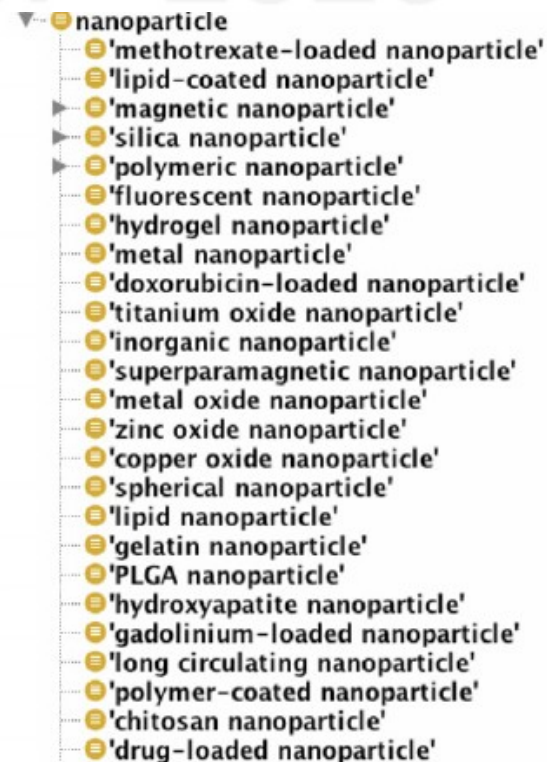 nanoparticle
'methotrexate-loaded nanoparticle'
'lipid-coated nanoparticle'
'magnetic nanoparticle'
'silica nanoparticle'
'polymeric nanoparticle'
'fluorescent nanoparticle'
'hydrogel nanoparticle'
'metal nanoparticle'
'doxorubicin-loaded nanoparticle'
'titanium oxide nanoparticle'
'inorganic nanoparticle'
'superparamagnetic nanoparticle'
'metal oxide nanoparticle'
'zinc oxide nanoparticle'
'copper oxide nanoparticle'
'spherical nanoparticle'
'lipid nanoparticle'
'gelatin nanoparticle'
'PLGA nanoparticle'
'hydroxyapatite nanoparticle'
'gadolinium-loaded nanoparticle'
'long circulating nanoparticle'
'polymer-coated nanoparticle'
'chitosan nanoparticle'
'drug-loaded nanoparticle'